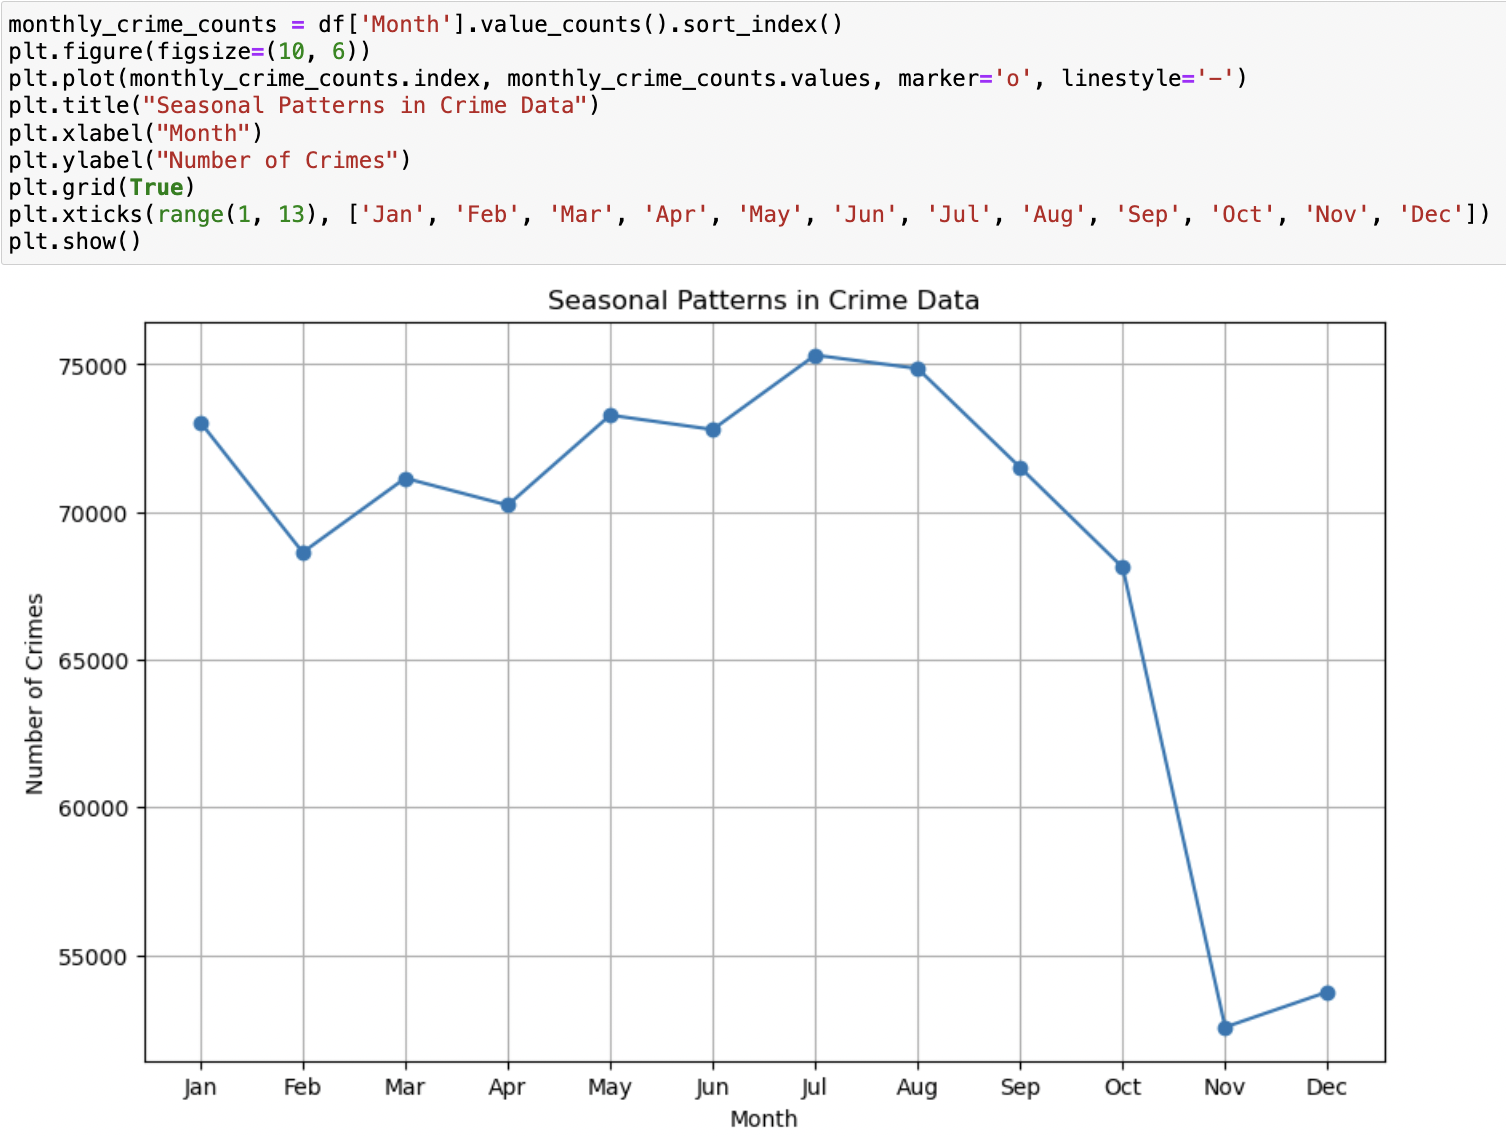 monthly_crime_counts = df['Month'].value_counts().sort_index()
plt.figure(figsize=(10, 6))
plt.plot(monthly_crime_counts.index, monthly_crime_counts.values, marker='o', linestyle='-')
plt.title("Seasonal Patterns in Crime Data")
plt.xlabel("Month")
plt.ylabel("Number of Crimes")
plt.grid(True)
plt.xticks(range(1, 13), ['Jan', 'Feb', 'Mar', 'Apr', 'May', 'Jun', 'Jul', 'Aug', 'Sep', 'Oct', 'Nov', 'Dec'])
plt.show()
Seasonal Patterns in Crime Data
75000
70000
65000
60000
55000
Number of Crimes
Jan Feb Mar Apr May Jun Jul Aug Sep Oct Nov Dec
Month